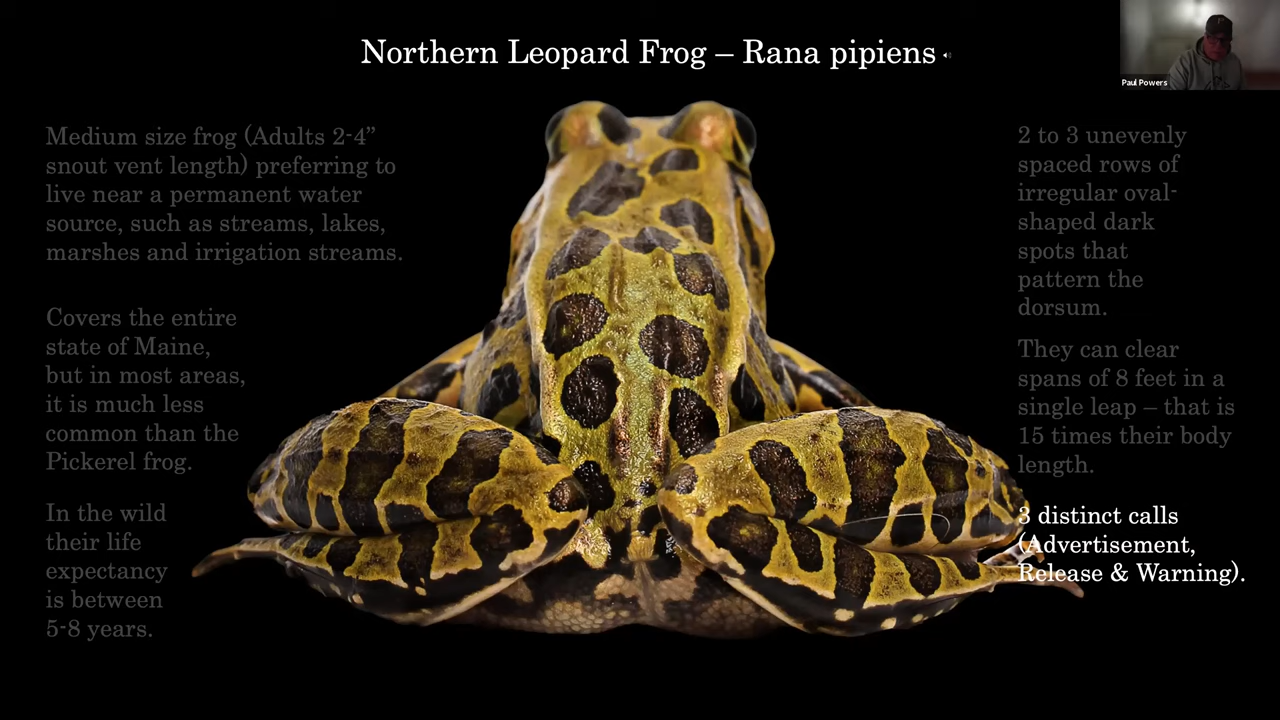 Northern Leopard Frog – Rana pipiens
Paul Powers
Medium size frog (Adults 2-4”
snout vent length) preferring to
live near a permanent water
source, such as streams, lakes,
marshes and irrigation streams.
Covers the entire
state of Maine,
but in most areas,
it is much less
common than the
Pickerel frog.
In the wild
their life
expectancy
is between
5-8 years.
2 to 3 unevenly
spaced rows of
irregular oval-
shaped dark
spots that
pattern the
dorsum.
They can clear
spans of 8 feet in a
single leap – that is
15 times their body
length.
3 distinct calls
(Advertisement,
Release & Warning).